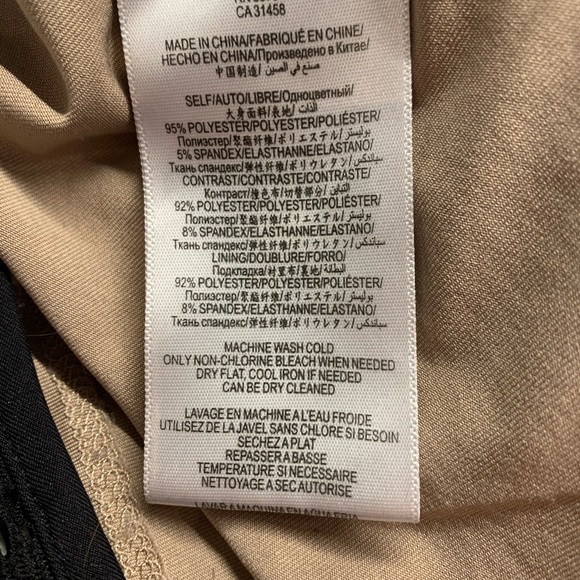 CA 31458
MADE IN CHINA/FABRIQUÉ EN CHINE/
HECHO EN CHINA/Произведено в Китае/
中国制造/ صنع في الصين/
SELF/AUTO/LIBRE/Одноцветный/
大身面料/表地/ الذات/
95% POLYESTER/POLYESTER/POLIÉSTER/
Полиэстер/聚酯纤维/ポリエステル/ بوليستر/
5% SPANDEX/ELASTHANNE/ELASTANO/
Ткань спандекс/弹性纤维/ポリウレタン/ سباندكس/
CONTRAST/CONTRASTE/CONTRASTE/
Контраст/撞色布/切替部分/ التباين/
92% POLYESTER/POLYESTER/POLIÉSTER/
Полиэстер/聚酯纤维/ポリエステル/ بوليستر/
8% SPANDEX/ELASTHANNE/ELASTANO/
Ткань спандекс/弹性纤维/ポリウレタン/ سباندكس/
LINING/DOUBLURE/FORRO/
Подкладка/衬里布/裏地/ البطانة/
92% POLYESTER/POLYESTER/POLIÉSTER/
Полиэстер/聚酯纤维/ポリエステル/ بوليستر/
8% SPANDEX/ELASTHANNE/ELASTANO/
Ткань спандекс/弹性纤维/ポリウレタン/ سباندكس/
MACHINE WASH COLD
ONLY NON-CHLORINE BLEACH WHEN NEEDED
DRY FLAT, COOL IRON IF NEEDED
CAN BE DRY CLEANED
LAVAGE EN MACHINE A L'EAU FROIDE
UTILISEZ DE LA JAVEL SANS CHLORE SI BESOIN
SECHEZ A PLAT
REPASSER A BASSE
TEMPERATURE SI NECESSAIRE
NETTOYAGE A SEC AUTORISE
LAVAR A MAQUINA EN AGUA FRIA